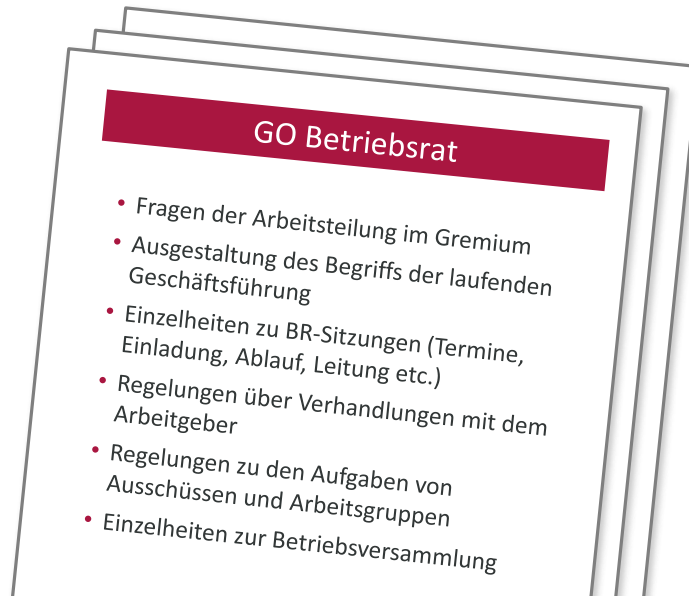 GO Betriebsrat
• Fragen der Arbeitsteilung im Gremium
• Ausgestaltung des Begriffs der laufenden
Geschäftsführung
• Einzelheiten zu BR-Sitzungen (Termine,
Einladung, Ablauf, Leitung etc.)
• Regelungen über Verhandlungen mit dem
Arbeitgeber
• Regelungen zu den Aufgaben von
Ausschüssen und Arbeitsgruppen
• Einzelheiten zur Betriebsversammlung